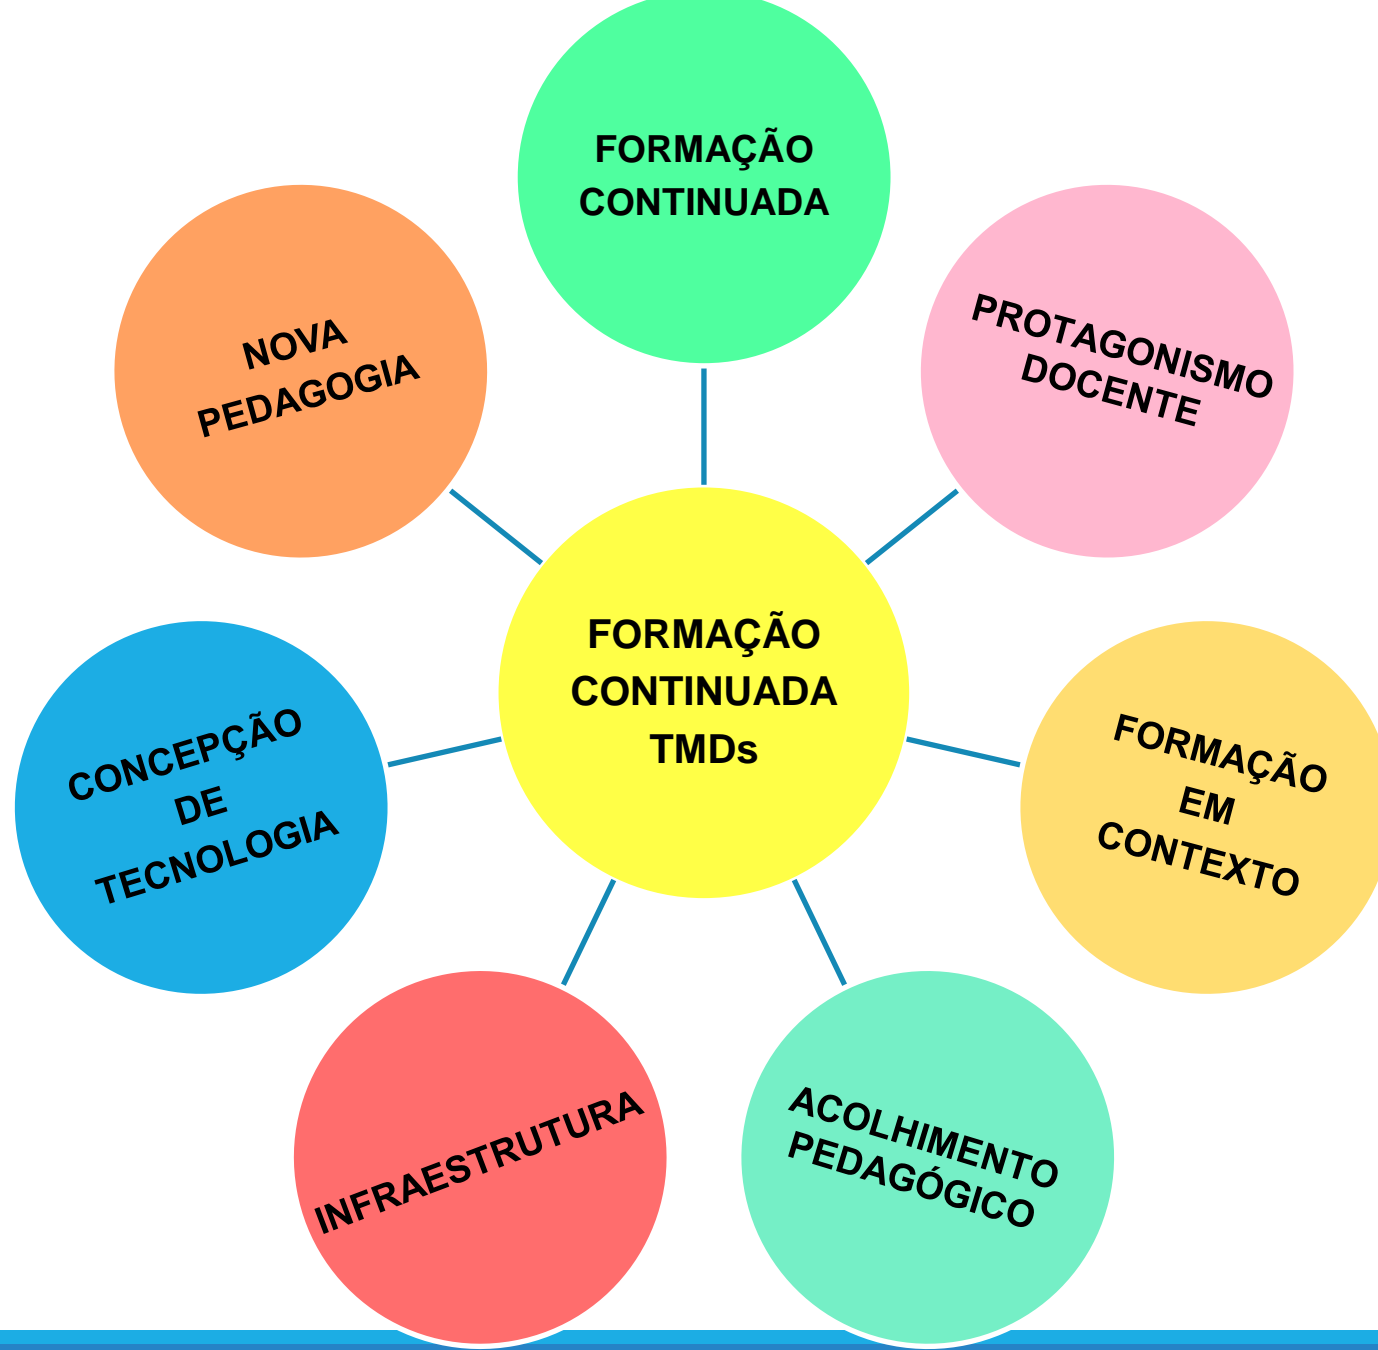 FORMAÇÃO
CONTINUADA
PROTAGONISMO
DOCENTE
FORMAÇÃO
EM
CONTEXTO
ACOLHIMENTO
PEDAGÓGICO
INFRAESTRUTURA
CONCEPÇÃO
DE
TECNOLOGIA
NOVA
PEDAGOGIA
FORMAÇÃO
CONTINUADA
TMDs